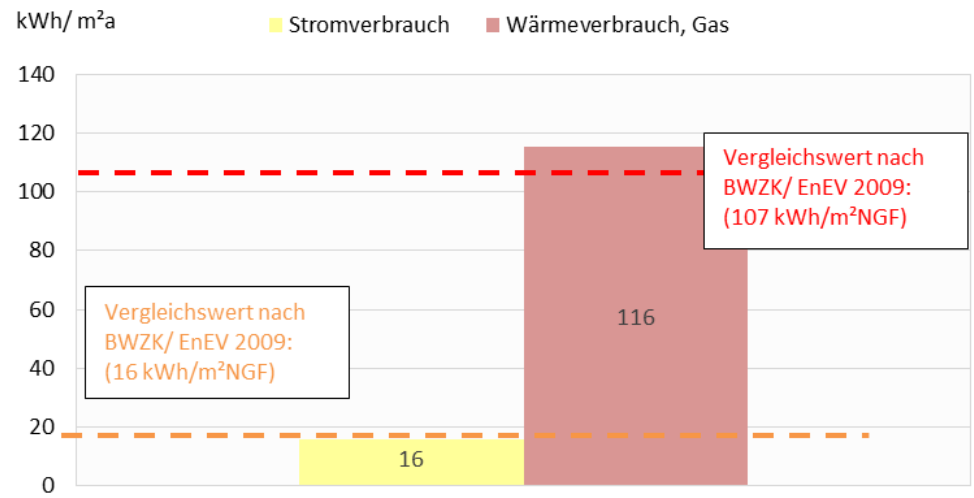 kWh/ m²a
Stromverbrauch
Wärmeverbrauch, Gas
140
120
100
80
60
40
20
0
Vergleichswert nach
BWZK/ EnEV 2009:
(107 kWh/m²NGF)
Vergleichswert nach
BWZK/ EnEV 2009:
(16 kWh/m²NGF)
116
16